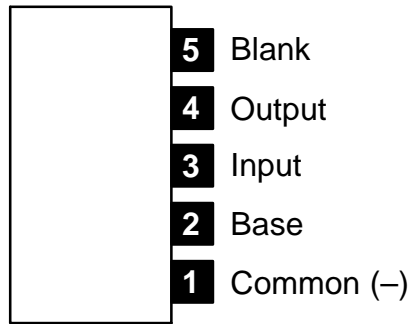 5 Blank
4 Output
3 Input
2 Base
1 Common (–)